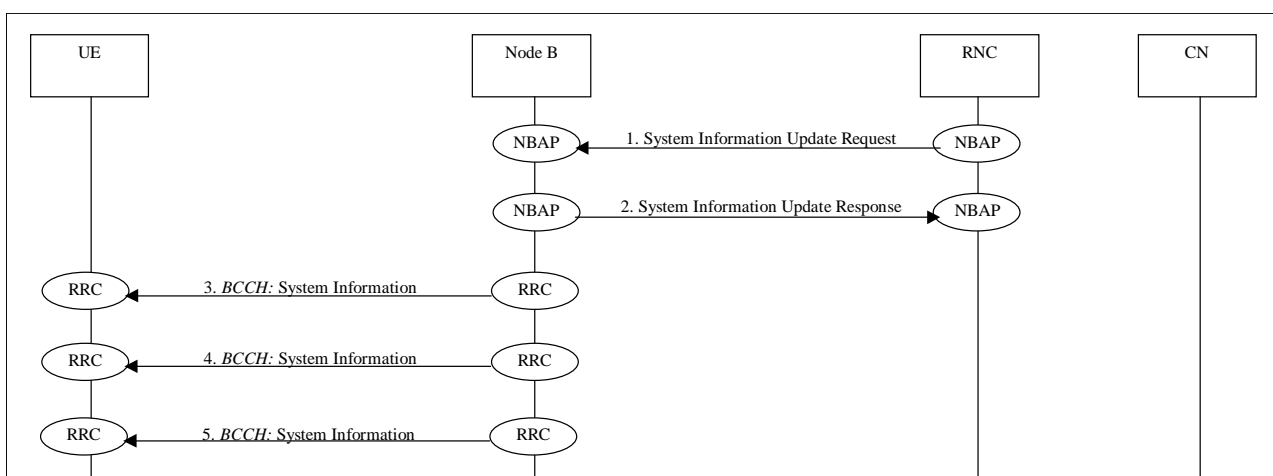 UE Node B RNC CN
NBAP 1. System Information Update Request NBAP
NBAP 2. System Information Update Response NBAP
RRC 3. BCCH: System Information RRC
RRC 4. BCCH: System Information RRC
RRC 5. BCCH: System Information RRC